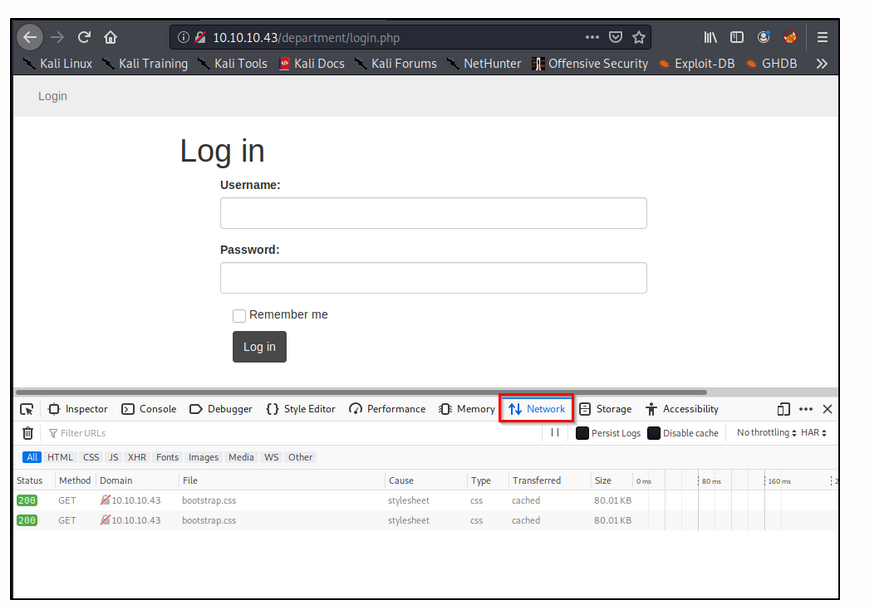 10.10.10.43/department/login.php
Kali Linux Kali Training Kali Tools Kali Docs Kali Forums NetHunter Offensive Security Exploit-DB GHDB
Login
Log in
Username:
Password:
Remember me
Log in
Inspector Console Debugger Style Editor Performance Memory Network Storage Accessibility
Filter URLs Persist Logs Disable cache No throttling HAR
All HTML CSS JS XHR Fonts Images Media WS Other
Status Method Domain File Cause Type Transferred Size 0 ms 80 ms 160 ms
200 GET 10.10.10.43 bootstrap.css stylesheet css cached 80.01 KB
200 GET 10.10.10.43 bootstrap.css stylesheet css cached 80.01 KB